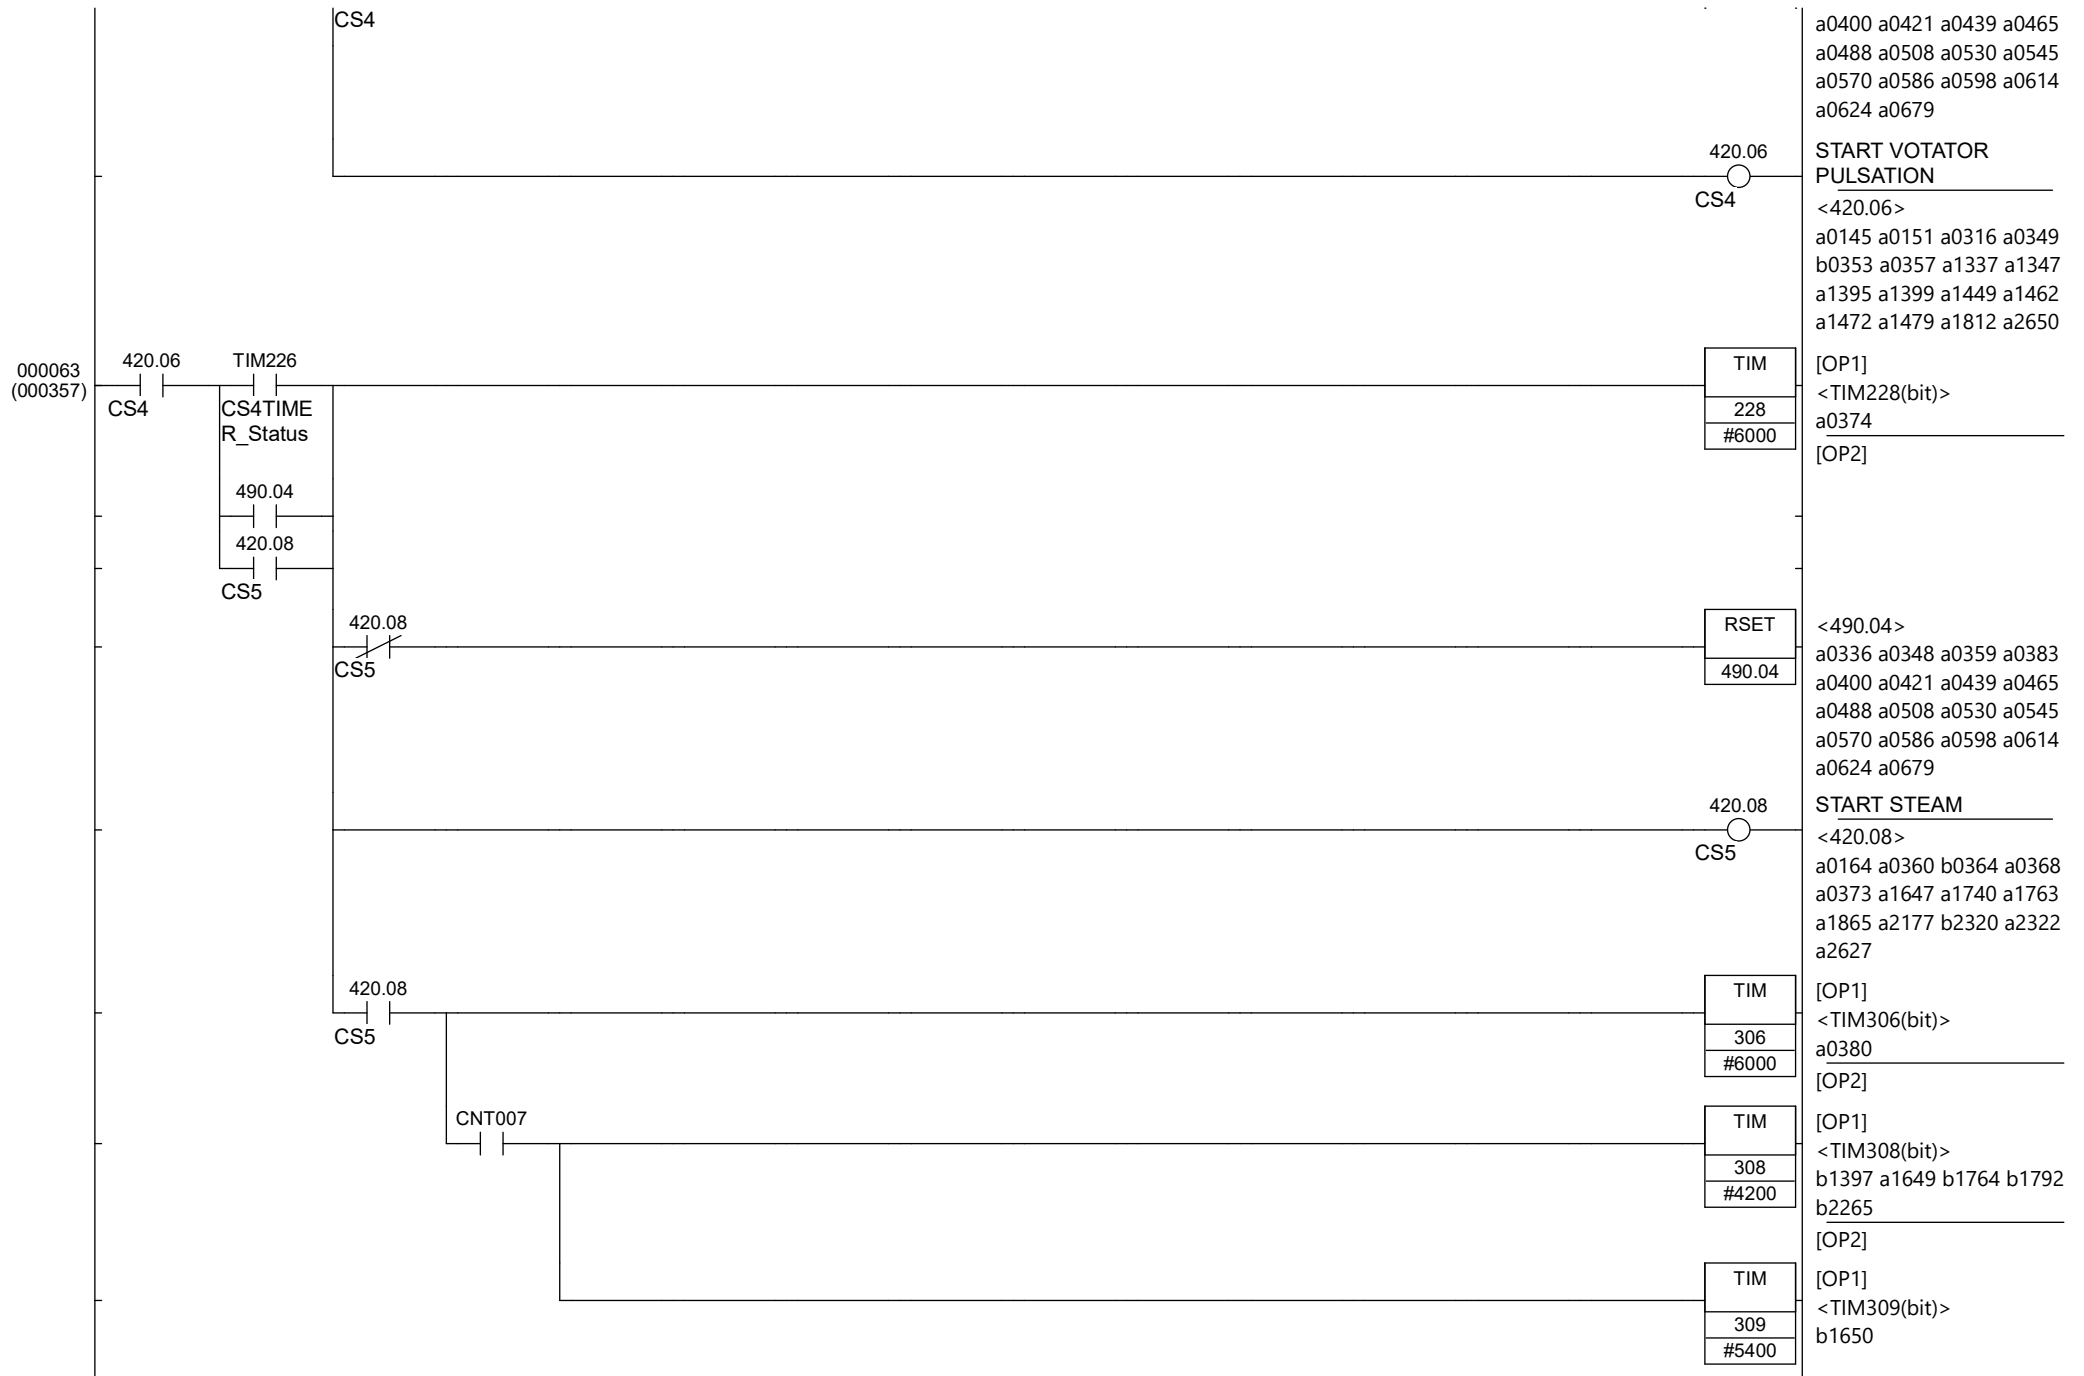 CS4
a0400 a0421 a0439 a0465
a0488 a0508 a0530 a0545
a0570 a0586 a0598 a0614
a0624 a0679
420.06
CS4
START VOTATOR
PULSATION
<420.06>
a0145 a0151 a0316 a0349
b0353 a0357 a1337 a1347
a1395 a1399 a1449 a1462
a1472 a1479 a1812 a2650
000063
(000357)
420.06
CS4
TIM226
CS4TIME
R_Status
TIM
228
#6000
[OP1]
<TIM228(bit)>
a0374
[OP2]
490.04
420.08
CS5
420.08
CS5
RSET
490.04
<490.04>
a0336 a0348 a0359 a0383
a0400 a0421 a0439 a0465
a0488 a0508 a0530 a0545
a0570 a0586 a0598 a0614
a0624 a0679
420.08
CS5
START STEAM
<420.08>
a0164 a0360 b0364 a0368
a0373 a1647 a1740 a1763
a1865 a2177 b2320 a2322
a2627
420.08
CS5
TIM
306
#6000
[OP1]
<TIM306(bit)>
a0380
[OP2]
CNT007
TIM
308
#4200
[OP1]
<TIM308(bit)>
b1397 a1649 b1764 b1792
b2265
[OP2]
TIM
309
#5400
[OP1]
<TIM309(bit)>
b1650